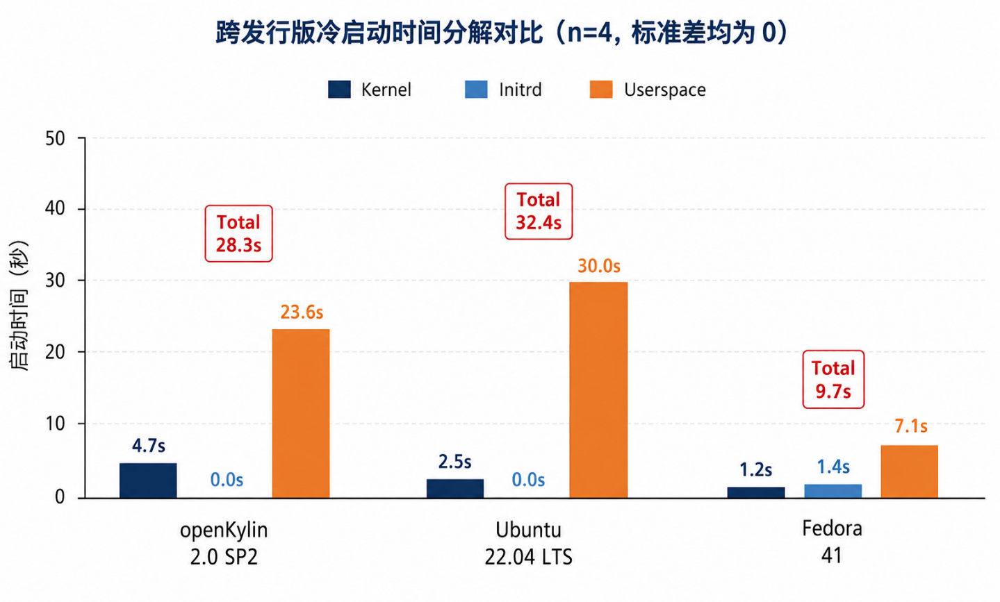 跨发行版冷启动时间分解对比（n=4, 标准差均为 0）
Kernel
Initrd
Userspace
启动时间（秒）
50
40
30
20
10
0
Total
28.3s
4.7s
0.0s
23.6s
Total
32.4s
2.5s
0.0s
30.0s
Total
9.7s
1.2s
1.4s
7.1s
openKylin
2.0 SP2
Ubuntu
22.04 LTS
Fedora
41